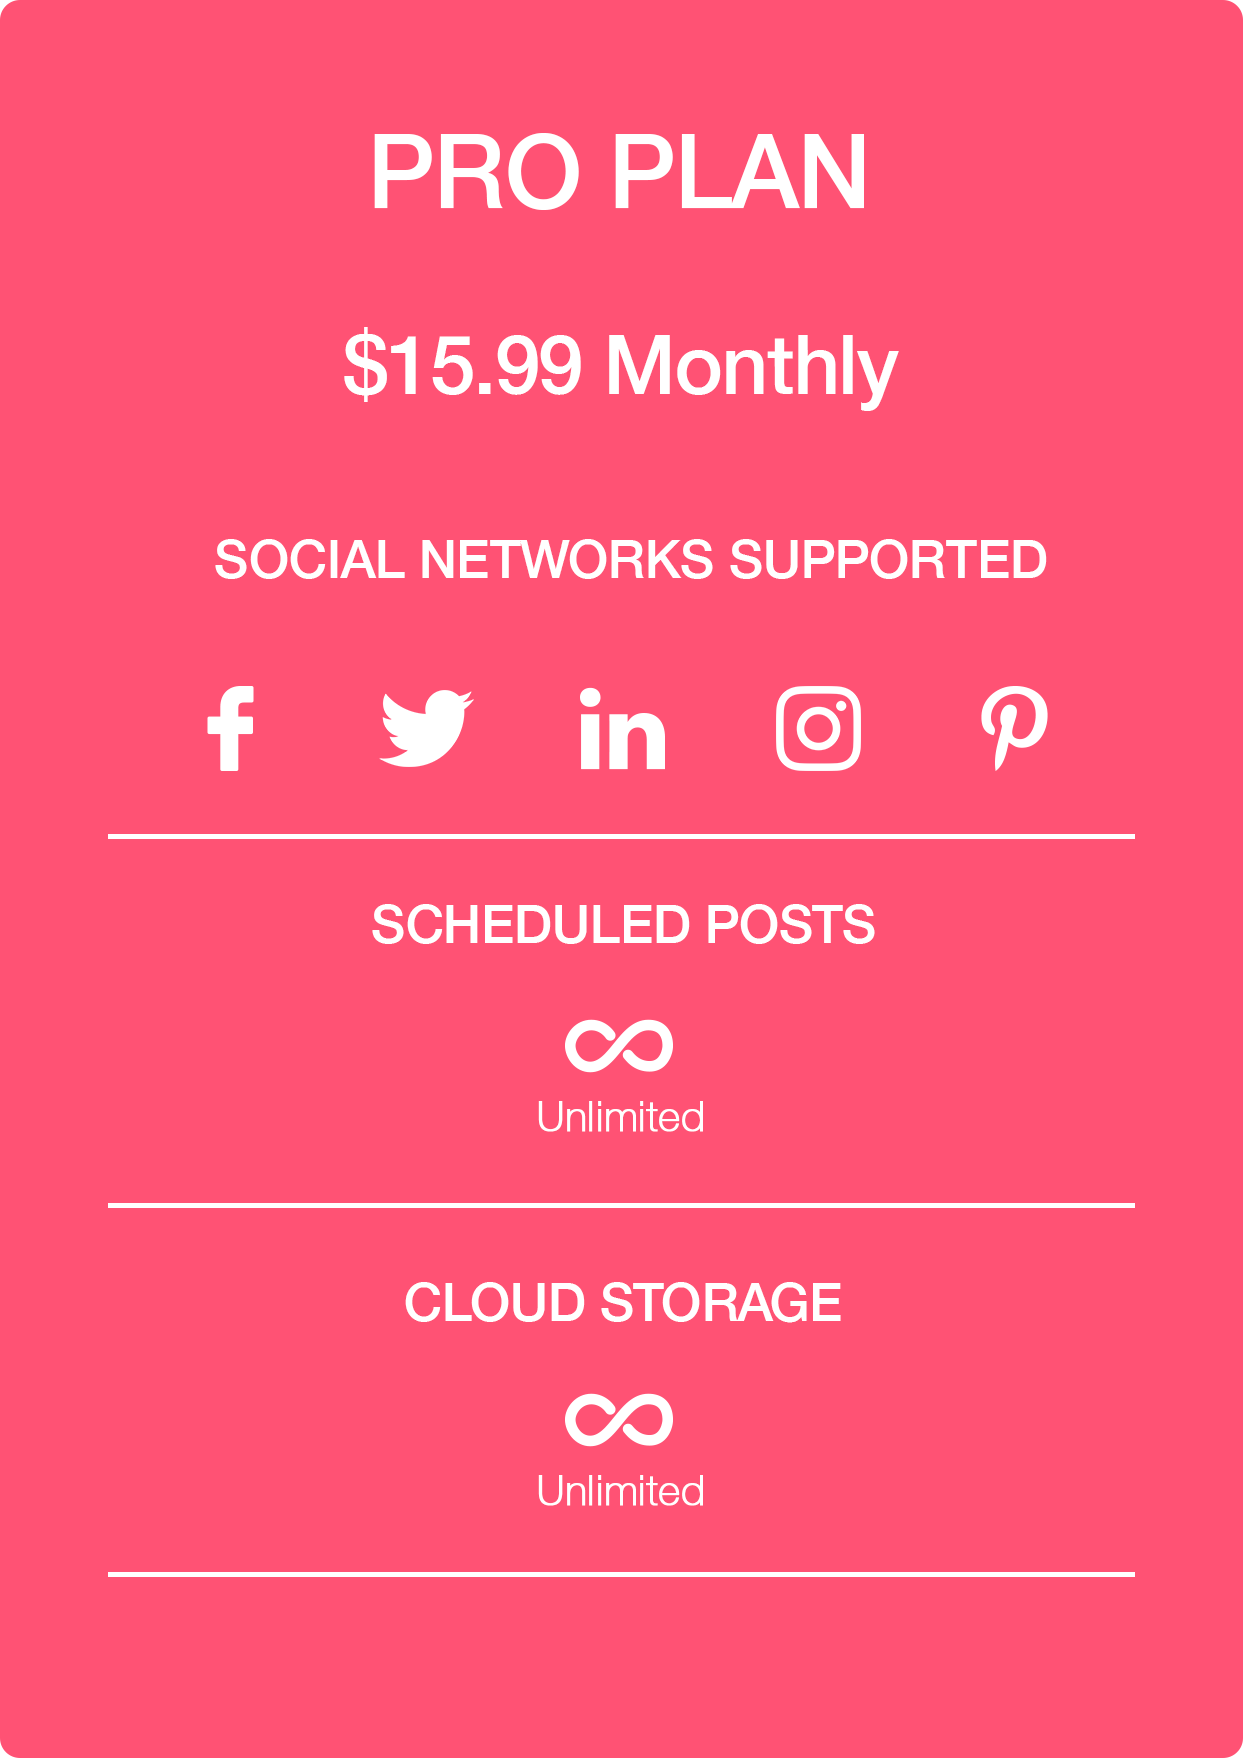 PRO PLAN
$15.99 Monthly
SOCIAL NETWORKS SUPPORTED
SCHEDULED POSTS
Unlimited
CLOUD STORAGE
Unlimited